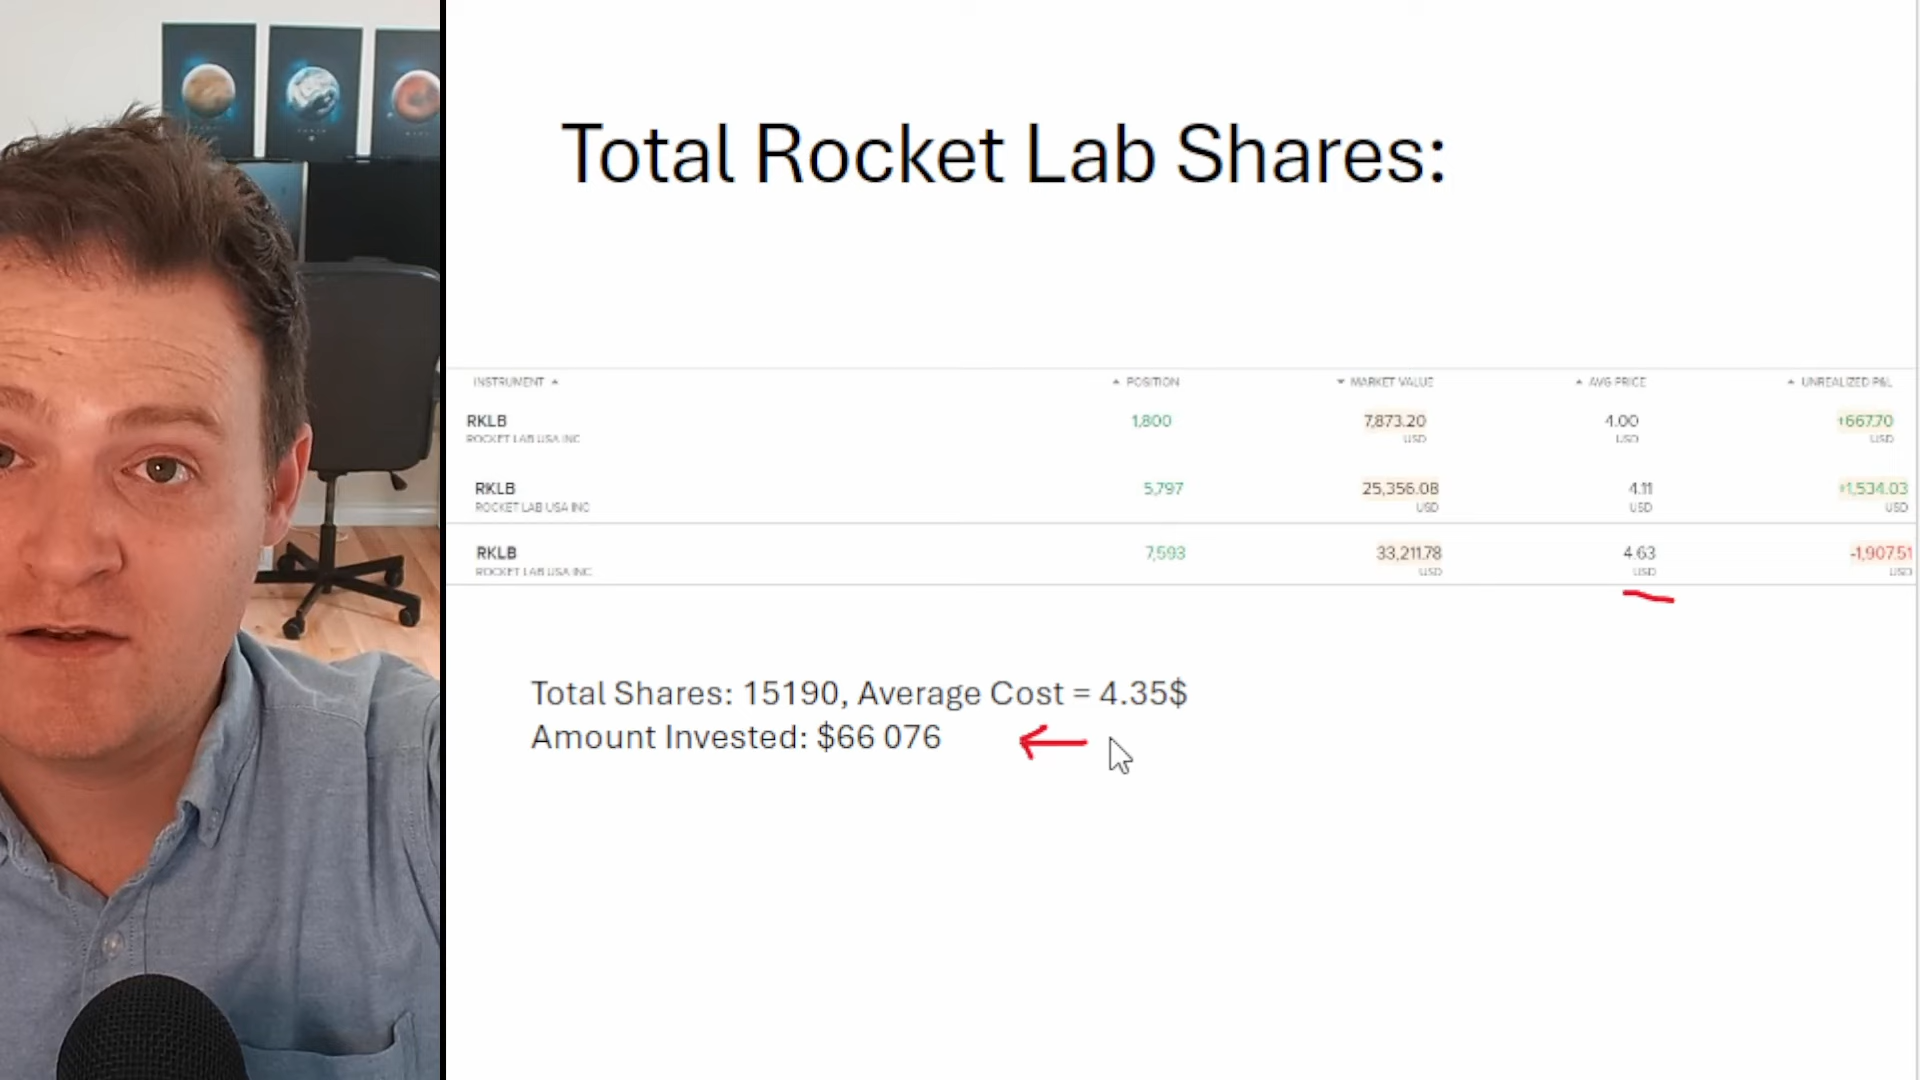 Total Rocket Lab Shares:
INSTRUMENT POSITION MARKET VALUE AVG PRICE UNREALIZED P&L
RKLB 1,800 7,873.20 4.00 +667.70
ROCKET LAB USA INC USD USD USD
RKLB 5,797 25,356.08 4.11 +1,534.03
ROCKET LAB USA INC USD USD USD
RKLB 7,593 33,211.78 4.63 -1,907.51
ROCKET LAB USA INC USD USD USD
Total Shares: 15190, Average Cost = 4.35$
Amount Invested: $66 076